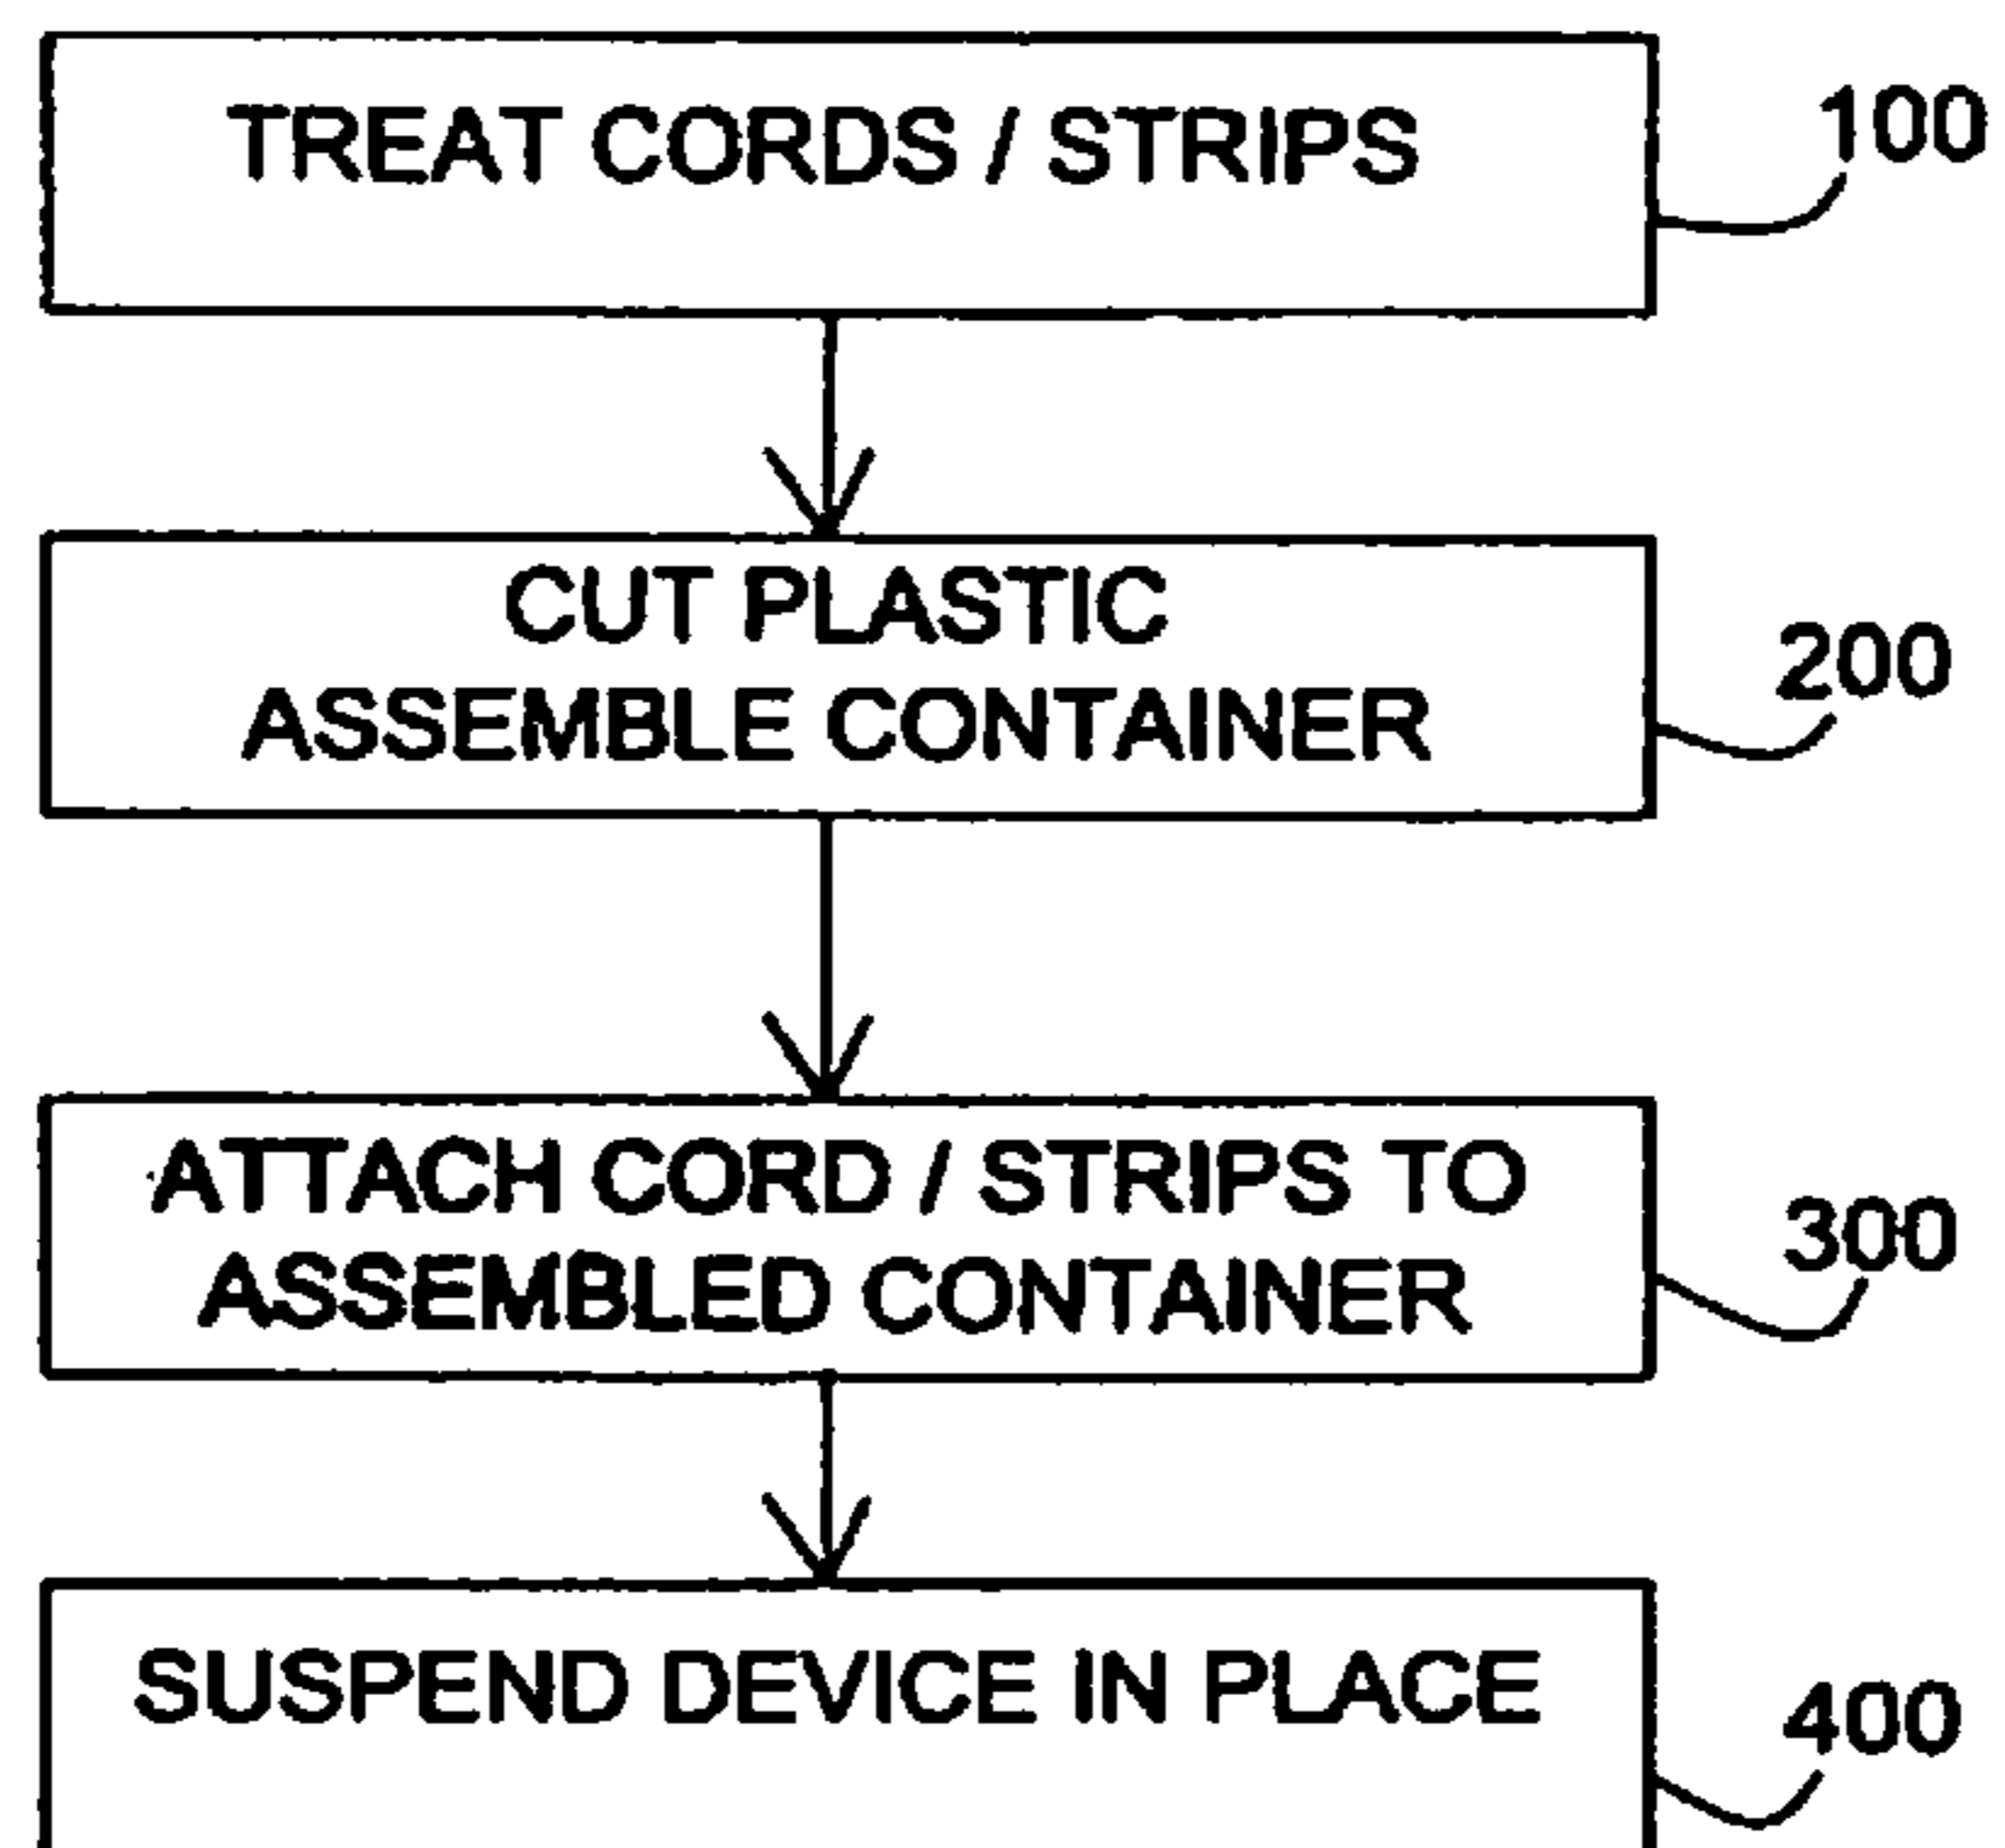 TREAT CORDS / STRIPS
100
CUT PLASTIC
ASSEMBLE CONTAINER
200
ATTACH CORD / STRIPS TO
ASSEMBLED CONTAINER
300
SUSPEND DEVICE IN PLACE
400